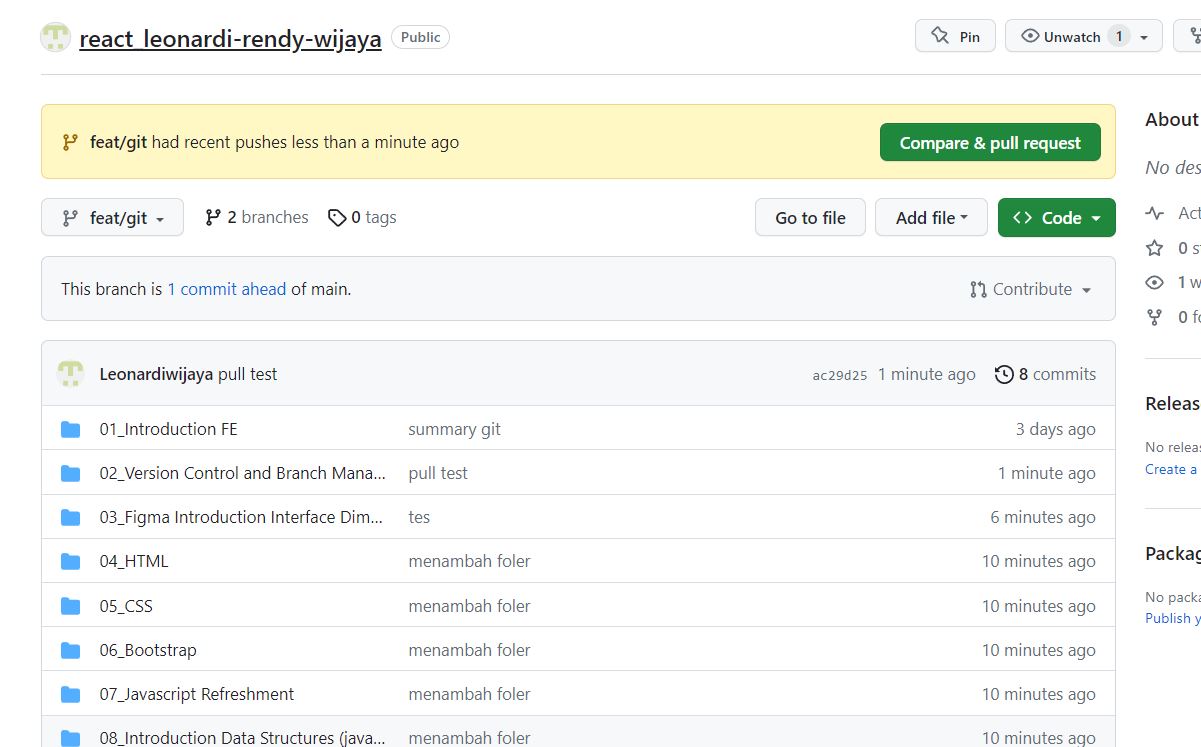 react_leonardi-rendy-wijaya Public Pin Unwatch 1
feat/git had recent pushes less than a minute ago Compare & pull request
About
No des
feat/git 2 branches 0 tags Go to file Add file Code
Act
0 s
1 w
0 fo
This branch is 1 commit ahead of main. Contribute
Leonardiwijaya pull test ac29d25 1 minute ago 8 commits
01_Introduction FE summary git 3 days ago
02_Version Control and Branch Mana... pull test 1 minute ago
03_Figma Introduction Interface Dim... tes 6 minutes ago
04_HTML menambah foler 10 minutes ago
05_CSS menambah foler 10 minutes ago
06_Bootstrap menambah foler 10 minutes ago
07_Javascript Refreshment menambah foler 10 minutes ago
08_Introduction Data Structures (java... menambah foler 10 minutes ago
Releas
No releas
Create a
Packag
No packa
Publish y